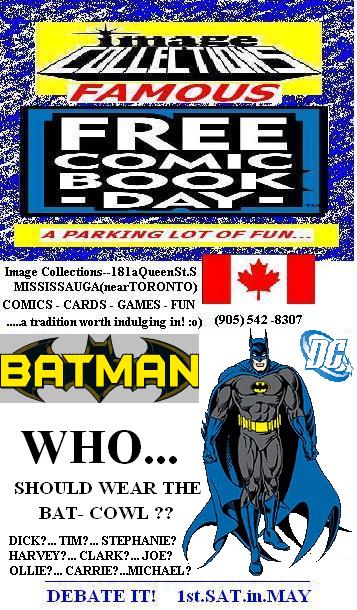 image
COLLECTIONS
FAMOUS
FREE
COMIC
BOOK
-DAY-
TM
A PARKING LOT OF FUN...
Image Collections--181aQueenSt.S
MISSISSAUGA(nearTORONTO)
COMICS - CARDS - GAMES - FUN
.....a tradition worth indulging in! :o)
(905) 542 -8307
BATMAN
DC
WHO...
SHOULD WEAR THE
BAT- COWL ??
DICK?... TIM?... STEPHANIE?
HARVEY?... CLARK?... JOE?
OLLIE?... CARRIE?...MICHAEL?
DEBATE IT! 1st.SAT.in.MAY